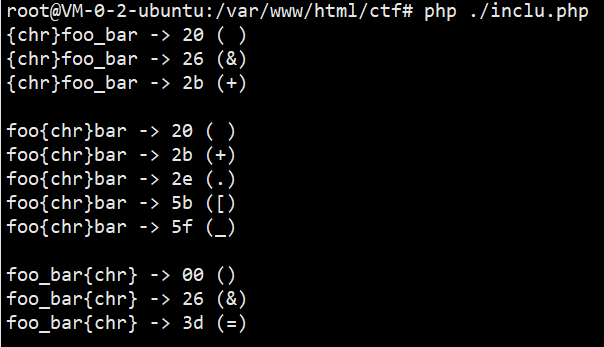 root@VM-0-2-ubuntu:/var/www/html/ctf# php ./inclu.php
{chr}foo_bar -> 20 ( )
{chr}foo_bar -> 26 (&)
{chr}foo_bar -> 2b (+)
foo{chr}bar -> 20 ( )
foo{chr}bar -> 2b (+)
foo{chr}bar -> 2e (.)
foo{chr}bar -> 5b ([)
foo{chr}bar -> 5f (_)
foo_bar{chr} -> 00 ()
foo_bar{chr} -> 26 (&)
foo_bar{chr} -> 3d (=)